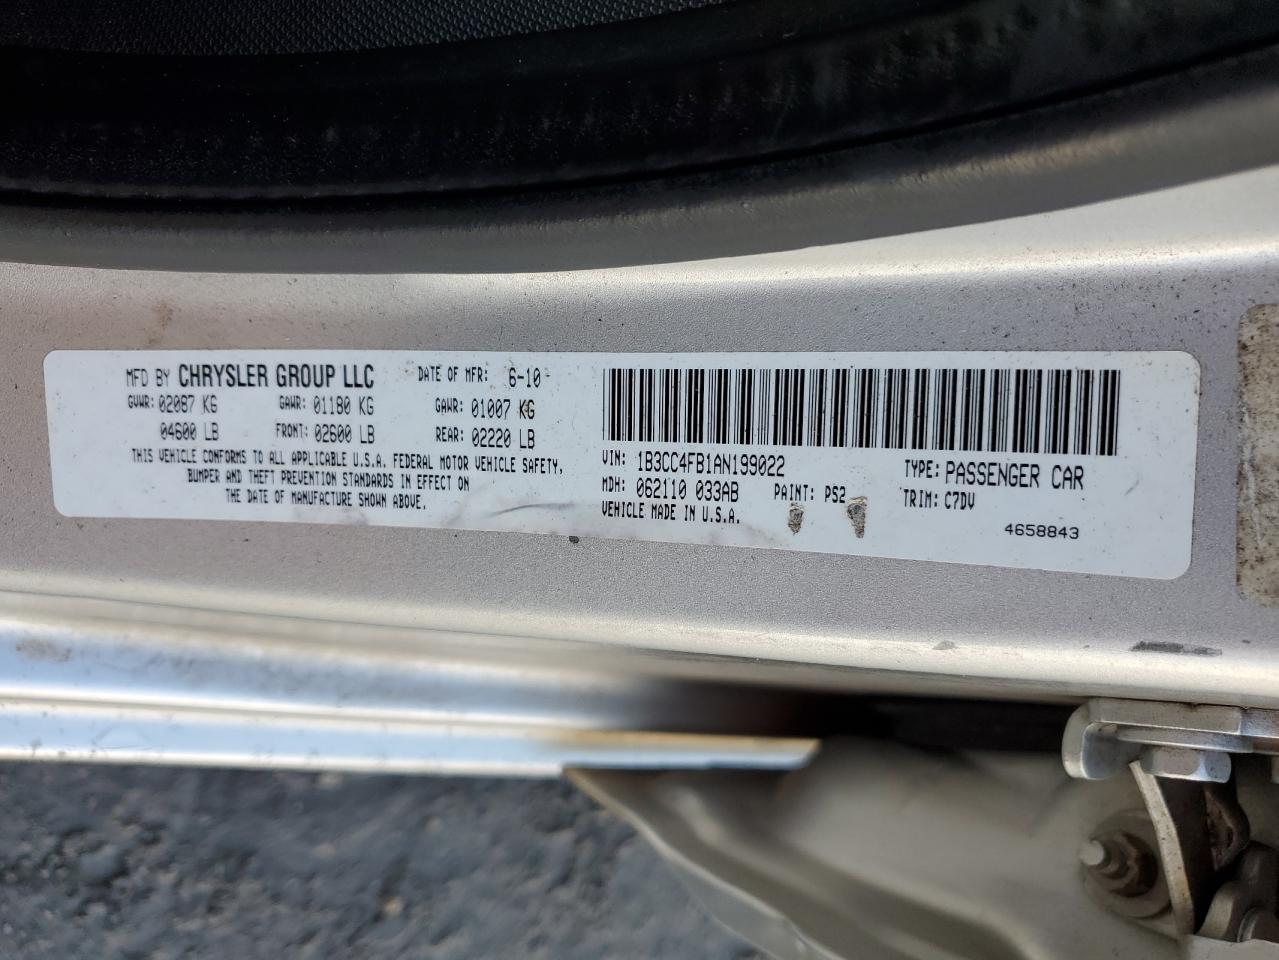 MFD BY CHRYSLER GROUP LLC DATE OF MFR: 6-10
GVWR: 02087 KG GAWR: 01180 KG GAWR: 01007 KG
04600 LB FRONT: 02600 LB REAR: 02220 LB
THIS VEHICLE CONFORMS TO ALL APPLICABLE U.S.A. FEDERAL MOTOR VEHICLE SAFETY,
BUMPER AND THEFT PREVENTION STANDARDS IN EFFECT ON
THE DATE OF MANUFACTURE SHOWN ABOVE.
VIN: 1B3CC4FB1AN199022 TYPE: PASSENGER CAR
MDH: 062110 033AB PAINT: PS2 TRIM: C7DV
VEHICLE MADE IN U.S.A.
4658843